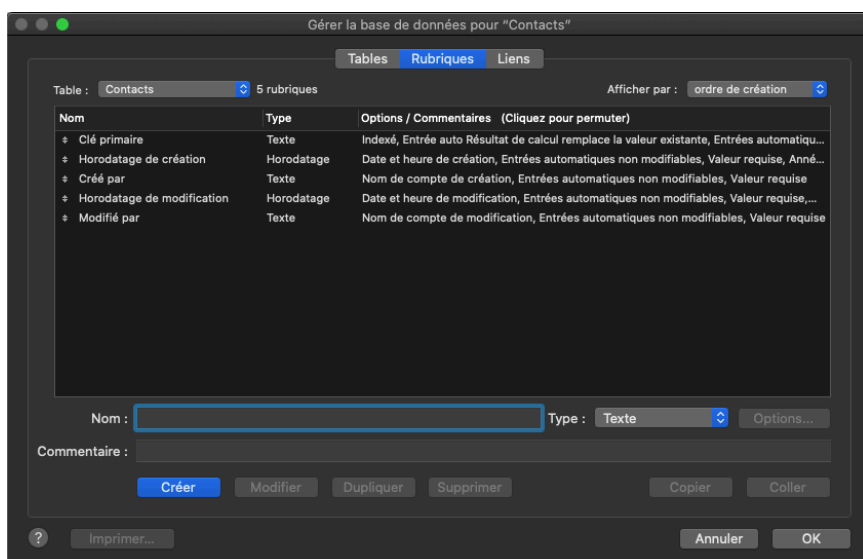 Gérer la base de données pour “Contacts”
Tables Rubriques Liens
Table : Contacts 5 rubriques Afficher par : ordre de création
Nom Type Options / Commentaires (Cliquez pour permuter)
Clé primaire Texte Indexé, Entrée auto Résultat de calcul remplace la valeur existante, Entrées automatiqu...
Horodatage de création Horodatage Date et heure de création, Entrées automatiques non modifiables, Valeur requise, Anné...
Créé par Texte Nom de compte de création, Entrées automatiques non modifiables, Valeur requise
Horodatage de modification Horodatage Date et heure de modification, Entrées automatiques non modifiables, Valeur requise,...
Modifié par Texte Nom de compte de modification, Entrées automatiques non modifiables, Valeur requise
Nom : Type : Texte Options...
Commentaire :
Créer Modifier Dupliquer Supprimer Copier Coller
? Imprimer... Annuler OK